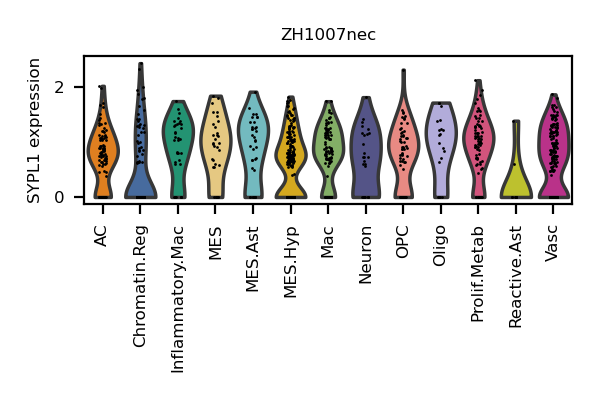 ZH1007nec
SYPL1 expression
2
0
AC
Chromatin.Reg
Inflammatory.Mac
MES
MES.Ast
MES.Hyp
Mac
Neuron
OPC
Oligo
Prolif.Metab
Reactive.Ast
Vasc